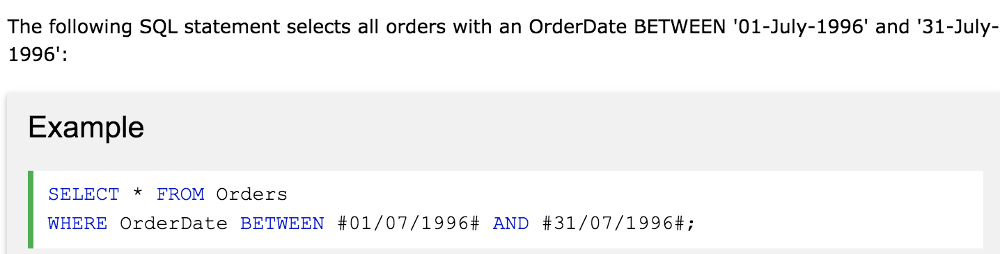 The following SQL statement selects all orders with an OrderDate BETWEEN '01-July-1996' and '31-July-
1996':
Example
SELECT * FROM Orders
WHERE OrderDate BETWEEN #01/07/1996# AND #31/07/1996#;